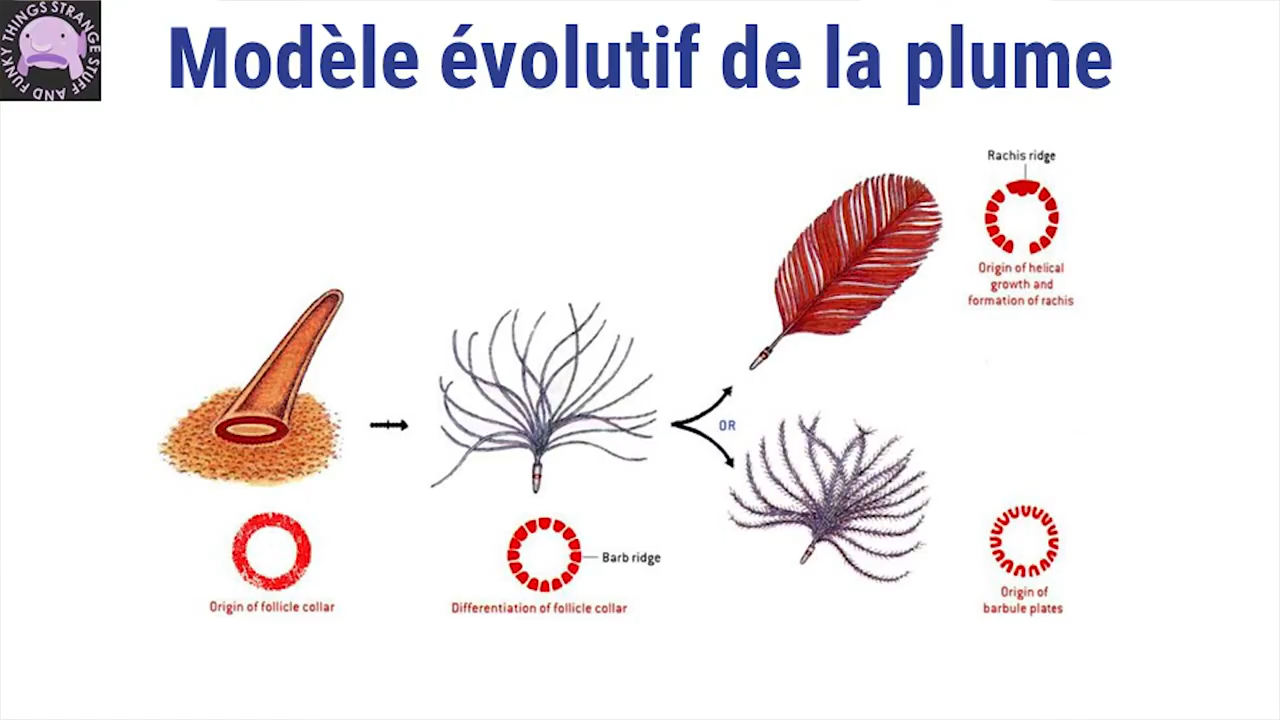 FUNKY THINGS STRANGE STUFF AND
Modèle évolutif de la plume
Rachis ridge
Origin of helical
growth and
formation of rachis
OR
Barb ridge
Origin of follicle collar
Differentiation of follicle collar
Origin of
barbule plates